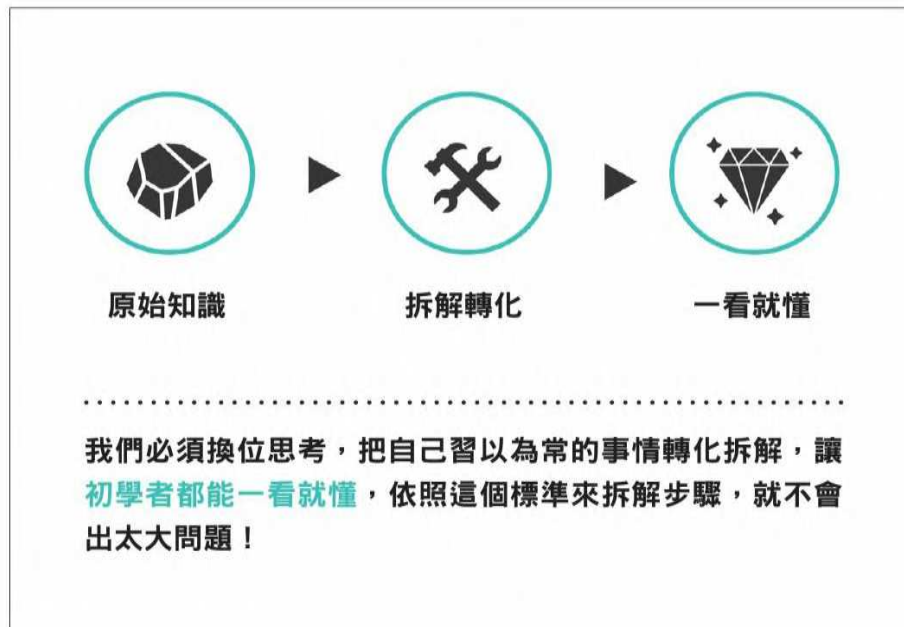 原始知識
拆解轉化
一看就懂
我們必須換位思考，把自己習以為常的事情轉化拆解，讓
初學者都能一看就懂，依照這個標準來拆解步驟，就不會
出太大問題！